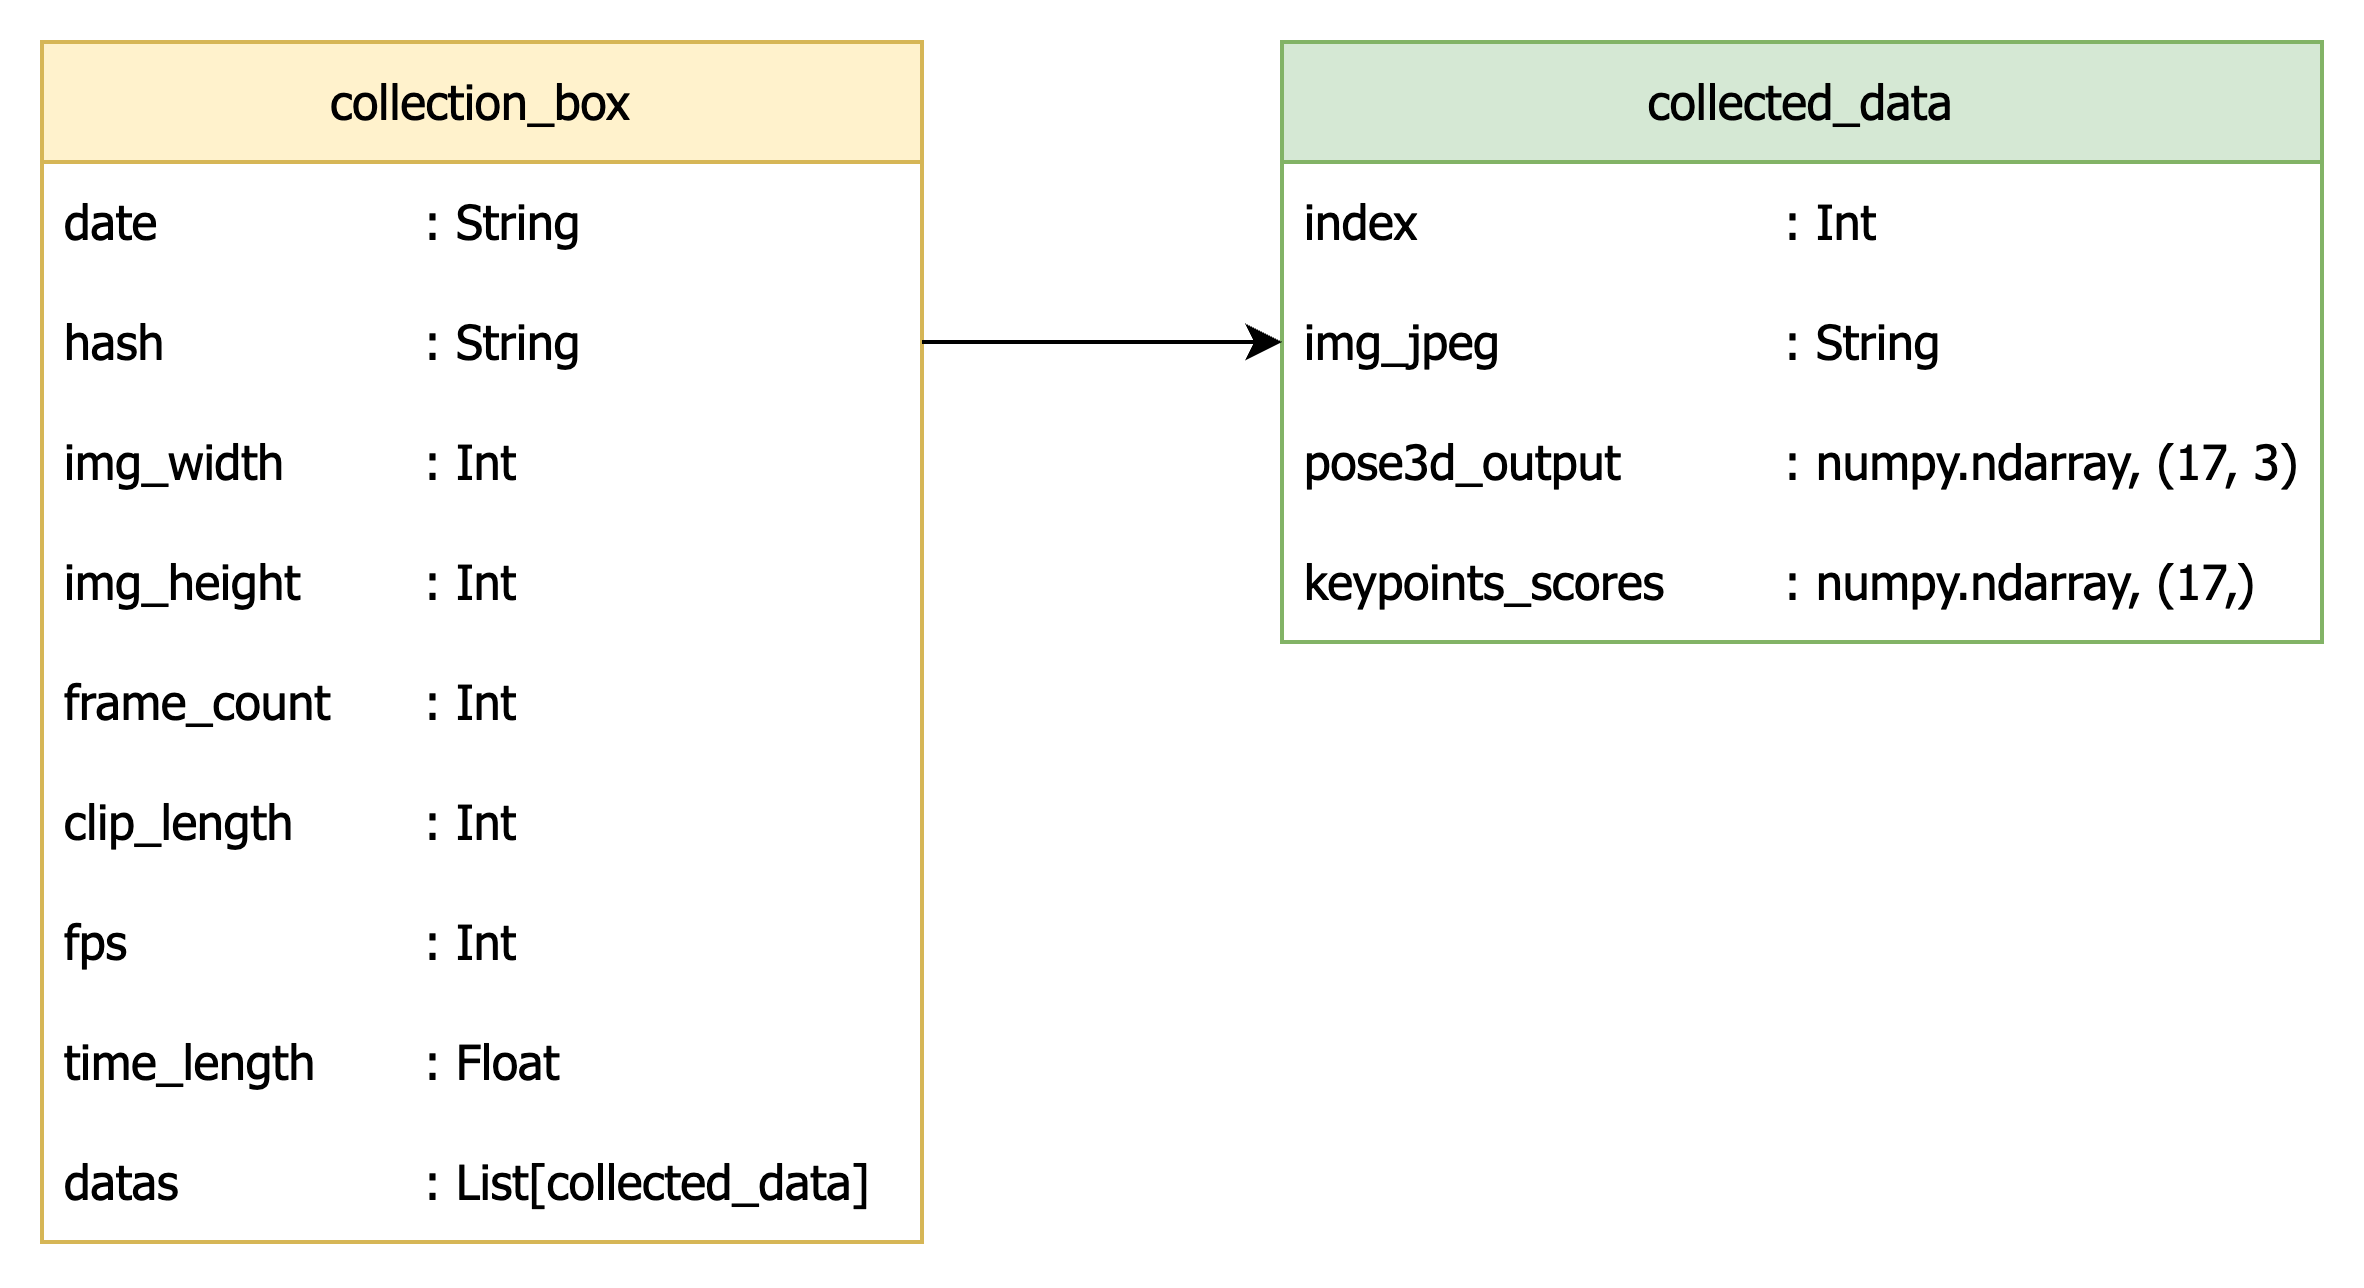 collection_box
date : String
hash : String
img_width : Int
img_height : Int
frame_count : Int
clip_length : Int
fps : Int
time_length : Float
datas : List[collected_data]
collected_data
index : Int
img_jpeg : String
pose3d_output : numpy.ndarray, (17, 3)
keypoints_scores : numpy.ndarray, (17,)